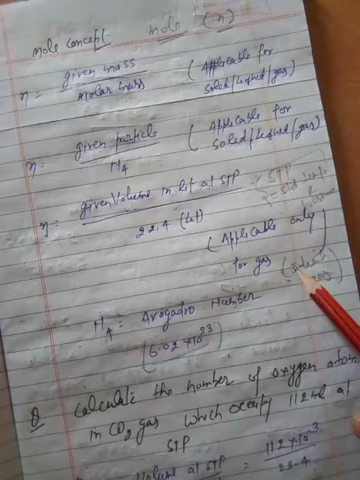 Mole concept mole (n)
n = given mass / Molar mass (Applicable for Soled/Liquid/gas)
n = given particle / NA (Applicable for Soled/Liquid/gas)
n = given Volume in lit at STP / 22.4 (Lit)
STP
(Applicable only
for gas
NA = Avogadro Number
(6.02 × 10^23)
Q Calculate the number of oxygen atom
in CO2 gas which occupy 112 ml at
STP
Volume at STP = 112 × 10^-3 / 22.4